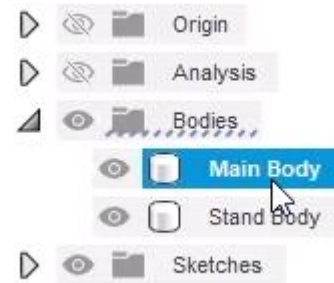 Origin
Analysis
Bodies
Main Body
Stand Body
Sketches